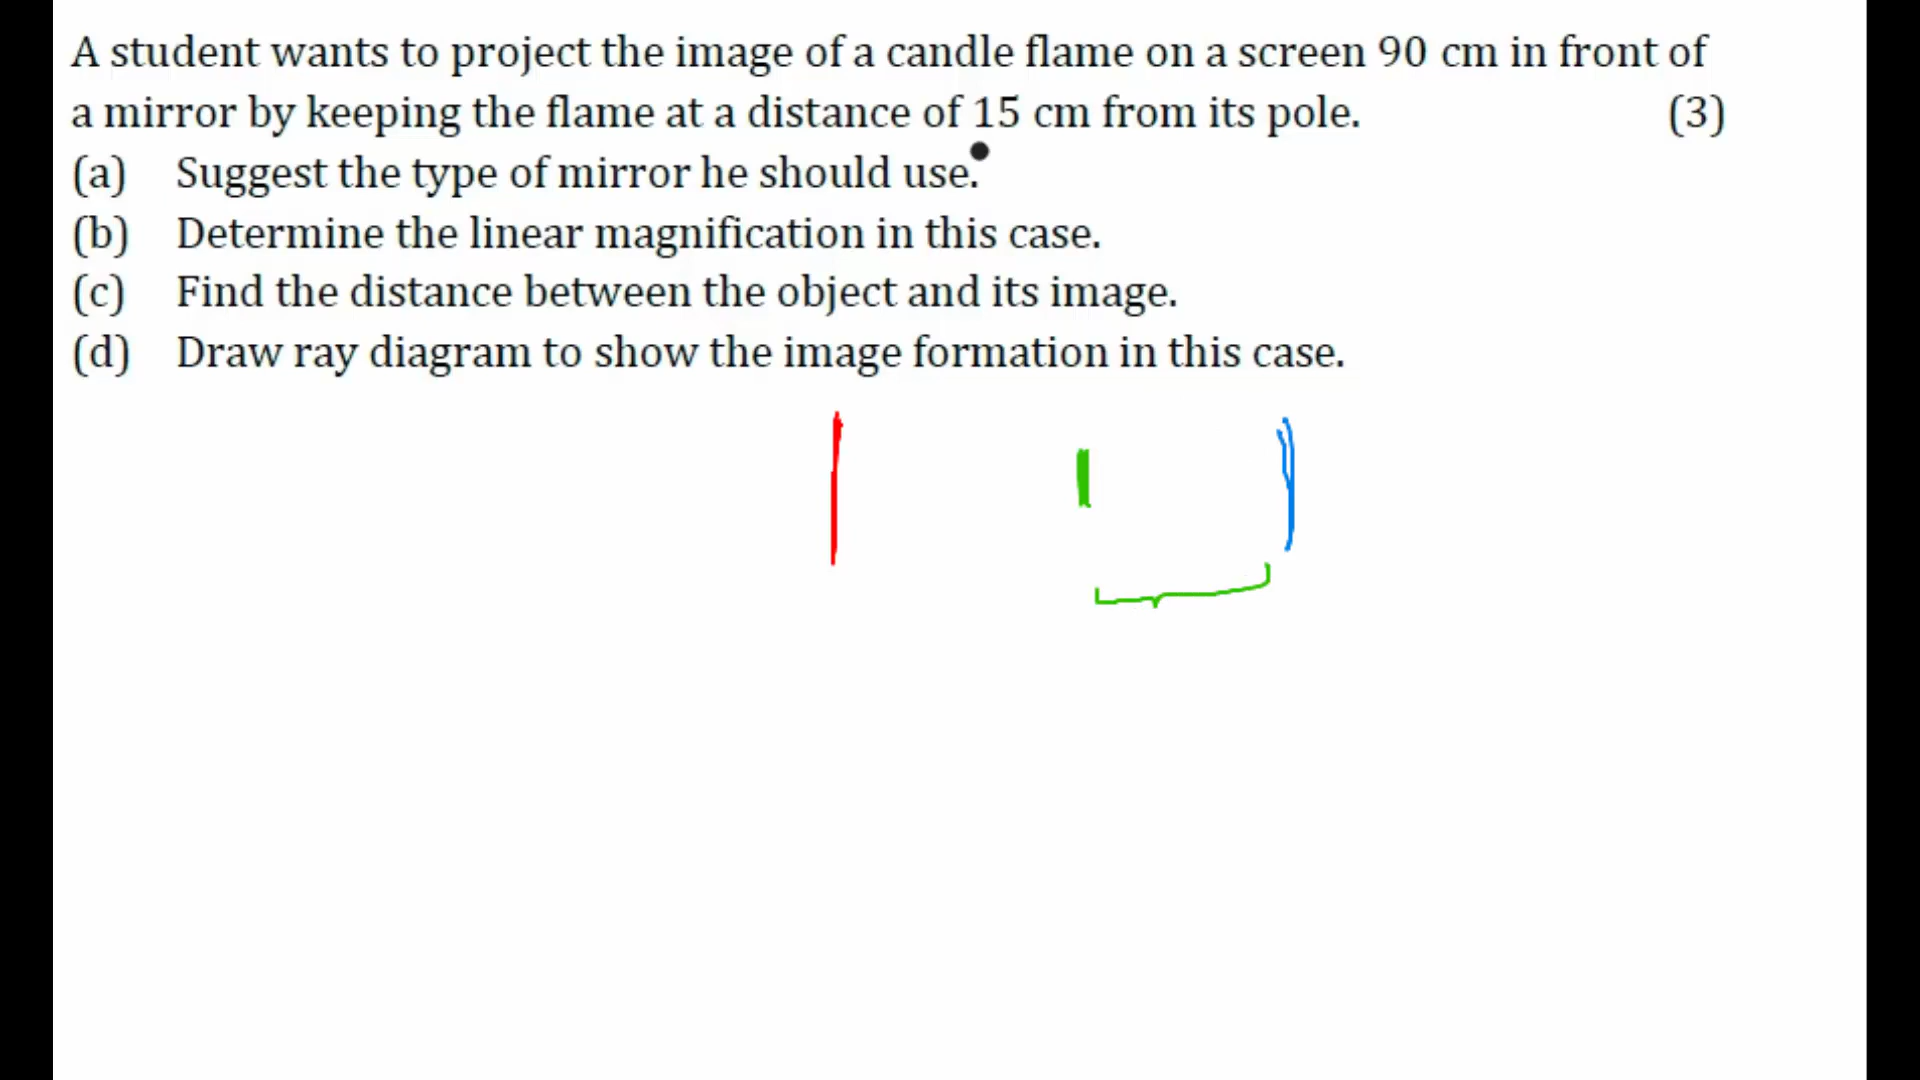 A student wants to project the image of a candle flame on a screen 90 cm in front of
a mirror by keeping the flame at a distance of 15 cm from its pole. (3)
(a) Suggest the type of mirror he should use.
(b) Determine the linear magnification in this case.
(c) Find the distance between the object and its image.
(d) Draw ray diagram to show the image formation in this case.